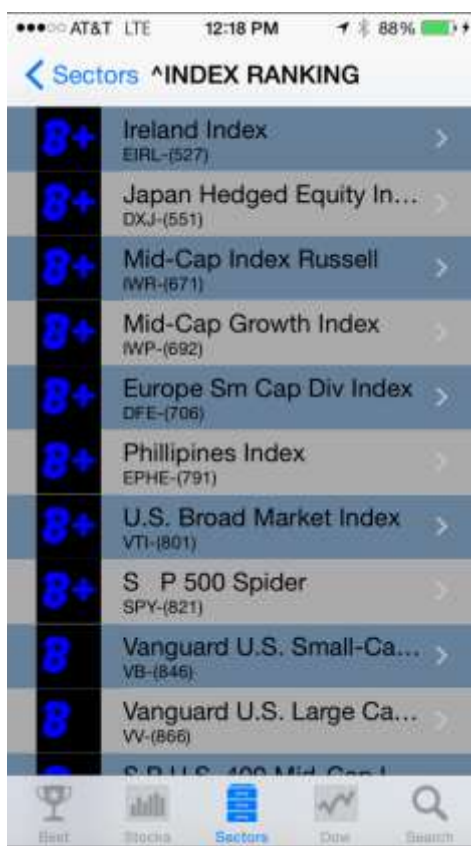 AT&T LTE 12:18 PM 88%
Sectors ^INDEX RANKING
8+ Ireland Index
EIRL-(527)
8+ Japan Hedged Equity In...
DXJ-(551)
8+ Mid-Cap Index Russell
IWR-(671)
8+ Mid-Cap Growth Index
IWP-(692)
8+ Europe Sm Cap Div Index
DFE-(706)
8+ Phillipines Index
EPHE-(791)
8+ U.S. Broad Market Index
VTI-(801)
8+ S P 500 Spider
SPY-(821)
8 Vanguard U.S. Small-Ca...
VB-(846)
8 Vanguard U.S. Large Ca...
VV-(866)
Best Stocks Sectors Dow Search